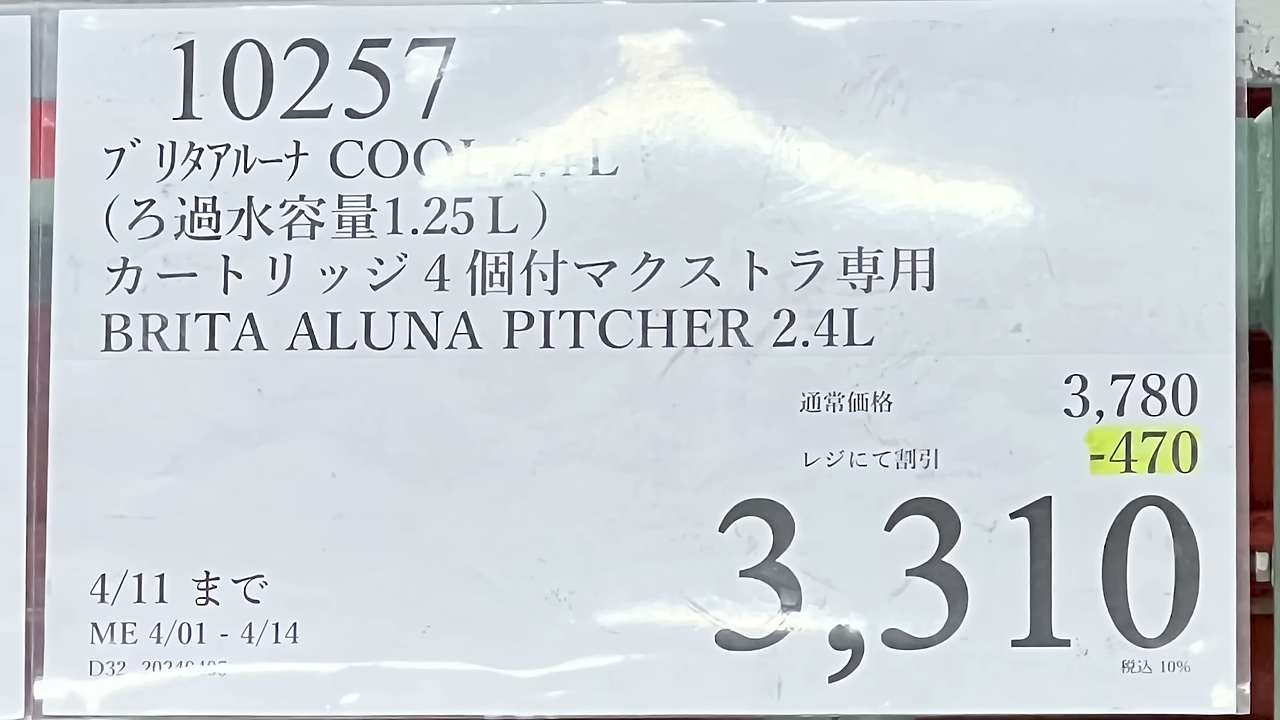 10257
ブリタアルーナ COOL 2.4L
(ろ過水容量1.25L)
カートリッジ4個付マクストラ専用
BRITA ALUNA PITCHER 2.4L
通常価格 3,780
レジにて割引 -470
3,310
4/11 まで
ME 4/01 - 4/14
D32
税込 10%